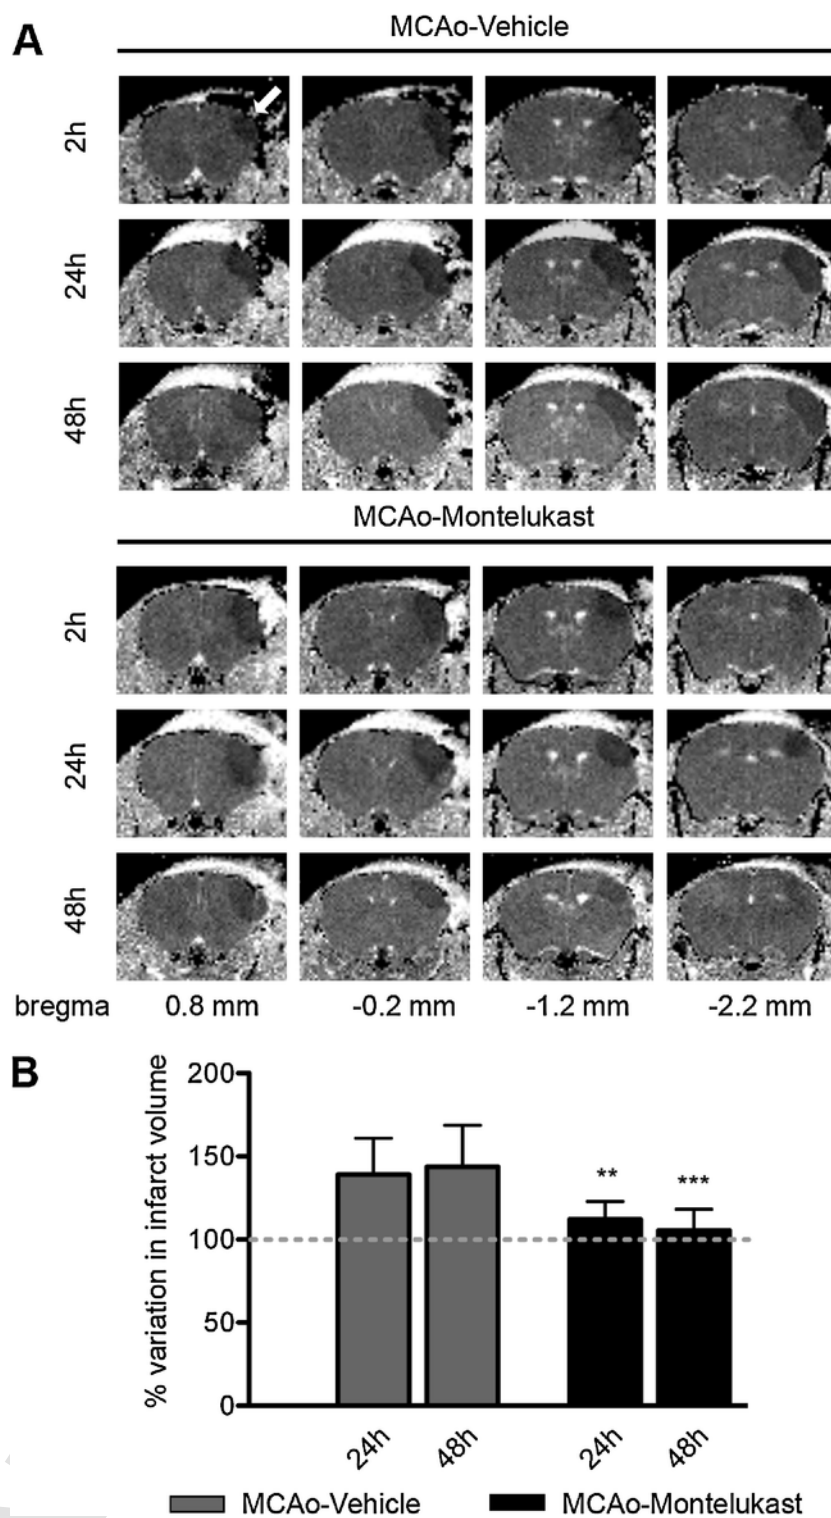 A
MCAo-Vehicle
2h
24h
48h
MCAo-Montelukast
2h
24h
48h
bregma 0.8 mm -0.2 mm -1.2 mm -2.2 mm
B
% variation in infarct volume
200
150
100
50
0
** ***
24h 48h 24h 48h
MCAo-Vehicle MCAo-Montelukast